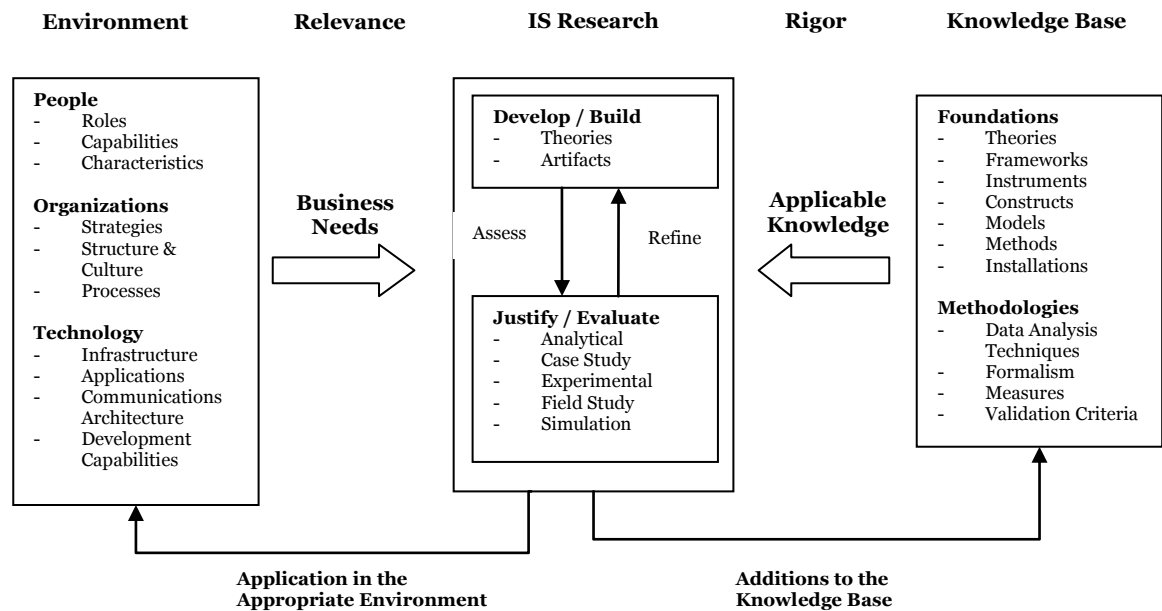 Environment
Relevance
IS Research
Rigor
Knowledge Base
People
- Roles
- Capabilities
- Characteristics
Organizations
- Strategies
- Structure &
Culture
- Processes
Technology
- Infrastructure
- Applications
- Communications
Architecture
- Development
Capabilities
Business
Needs
Develop / Build
- Theories
- Artifacts
Assess
Refine
Justify / Evaluate
- Analytical
- Case Study
- Experimental
- Field Study
- Simulation
Applicable
Knowledge
Foundations
- Theories
- Frameworks
- Instruments
- Constructs
- Models
- Methods
- Installations
Methodologies
- Data Analysis
Techniques
- Formalism
- Measures
- Validation Criteria
Application in the
Appropriate Environment
Additions to the
Knowledge Base